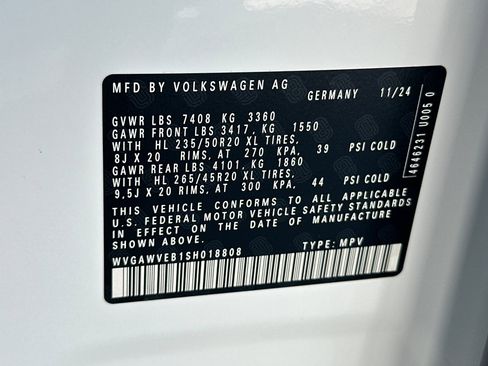 MFD BY VOLKSWAGEN AG
GERMANY 11/24
GVWR LBS 7408 KG 3360
GAWR FRONT LBS 3417, KG 1550
WITH HL 235/50R20 XL TIRES,
8J X 20 RIMS, AT 270 KPA, 39 PSI COLD
GAWR REAR LBS 4101, KG 1860
WITH HL 265/45R20 XL TIRES,
9,5J X 20 RIMS, AT 300 KPA, 44 PSI COLD
THIS VEHICLE CONFORMS TO ALL APPLICABLE
U.S. FEDERAL MOTOR VEHICLE SAFETY STANDARDS
IN EFFECT ON THE DATE OF MANUFACTURE
SHOWN ABOVE.
WVGAWVEB1SH018808 TYPE: MPV
4646231 U005 0